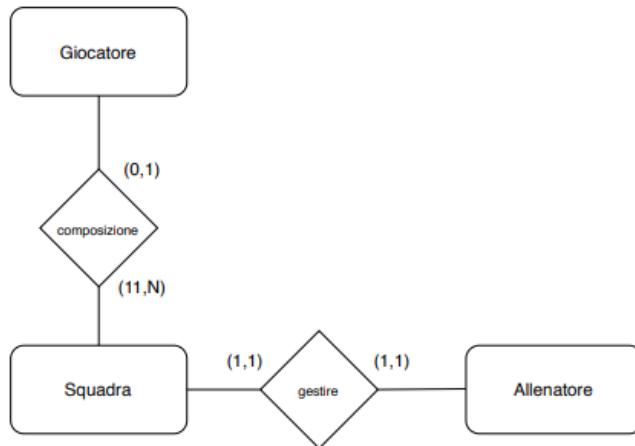 Giocatore
(0,1)
composizione
(11,N)
(1,1)
(1,1)
Squadra
gestire
Allenatore